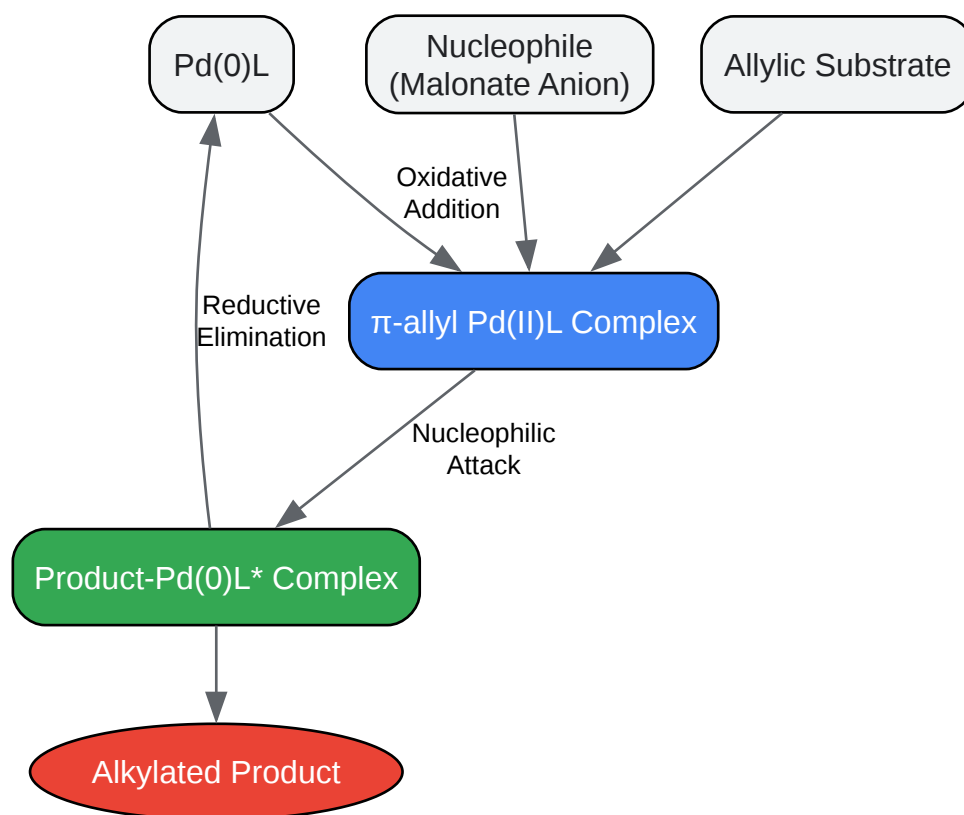 Pd(0)L
Nucleophile
(Malonate Anion)
Allylic Substrate
Oxidative
Addition
Reductive
Elimination
π-allyl Pd(II)L Complex
Nucleophilic
Attack
Product-Pd(0)L* Complex
Alkylated Product